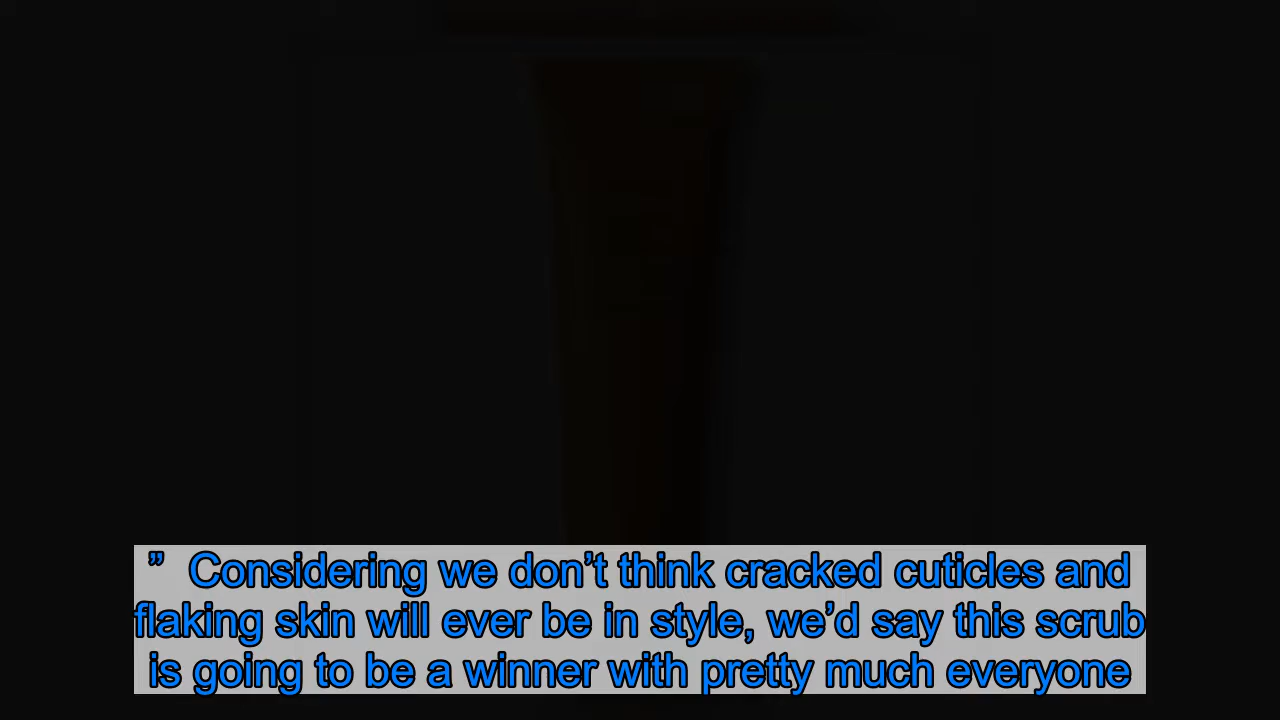 ” Considering we don’t think cracked cuticles and
flaking skin will ever be in style, we’d say this scrub
is going to be a winner with pretty much everyone